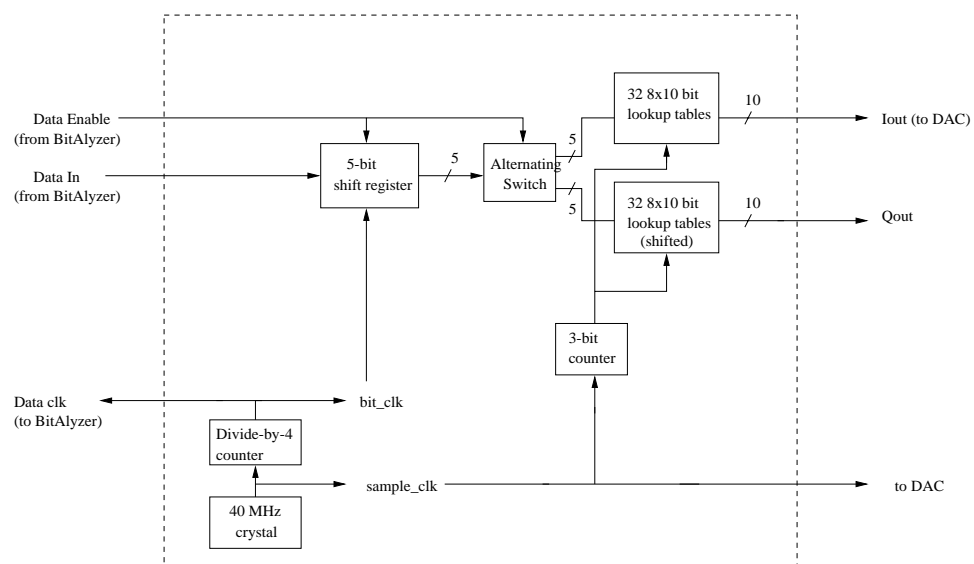 Data Enable
(from BitAlyzer)
Data In
(from BitAlyzer)
5-bit
shift register
5
Alternating
Switch
5
5
32 8x10 bit
lookup tables
10
Iout (to DAC)
32 8x10 bit
lookup tables
(shifted)
10
Qout
3-bit
counter
Data clk
(to BitAlyzer)
bit_clk
Divide-by-4
counter
sample_clk
to DAC
40 MHz
crystal